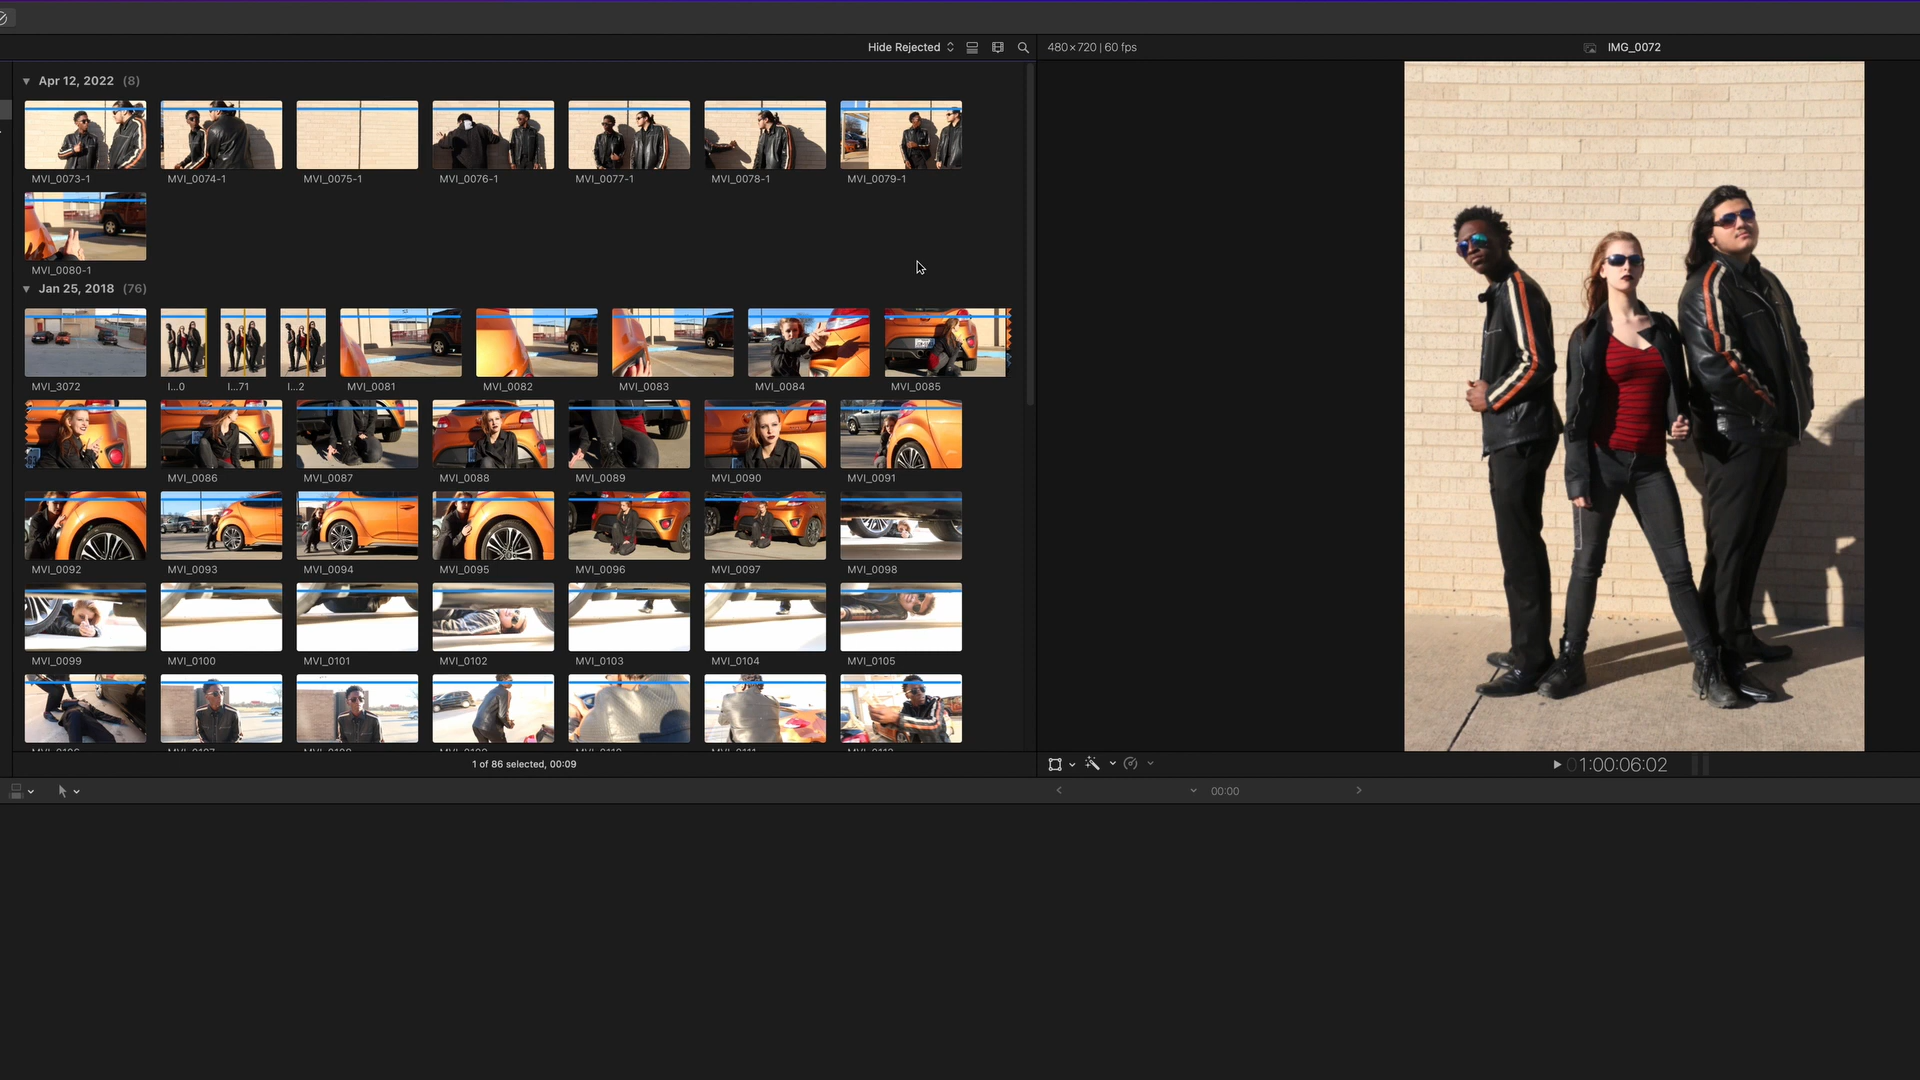 Hide Rejected
480×720 | 60 fps
IMG_0072
Apr 12, 2022 (8)
MVI_0073-1 MVI_0074-1 MVI_0075-1 MVI_0076-1 MVI_0077-1 MVI_0078-1 MVI_0079-1
MVI_0080-1
Jan 25, 2018 (76)
MVI_3072 I...0 I...71 I...2 MVI_0081 MVI_0082 MVI_0083 MVI_0084 MVI_0085
MVI_0086 MVI_0087 MVI_0088 MVI_0089 MVI_0090 MVI_0091
MVI_0092 MVI_0093 MVI_0094 MVI_0095 MVI_0096 MVI_0097 MVI_0098
MVI_0099 MVI_0100 MVI_0101 MVI_0102 MVI_0103 MVI_0104 MVI_0105
1 of 86 selected, 00:09
01:00:06:02
00:00